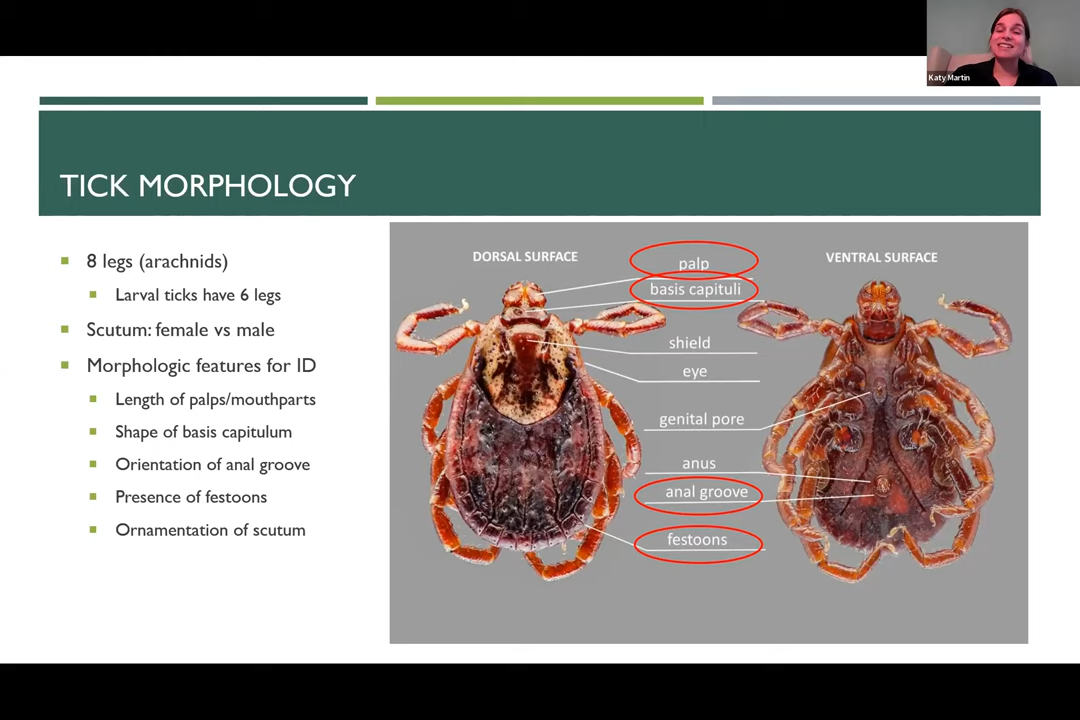 Katy Martin
TICK MORPHOLOGY
8 legs (arachnids)
Larval ticks have 6 legs
Scutum: female vs male
Morphologic features for ID
Length of palps/mouthparts
Shape of basis capitulum
Orientation of anal groove
Presence of festoons
Ornamentation of scutum
DORSAL SURFACE
palp
basis capituli
shield
eye
genital pore
anus
anal groove
festoons
VENTRAL SURFACE